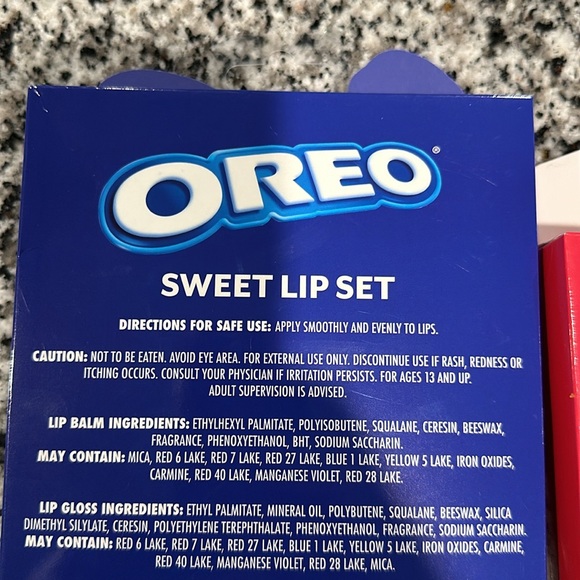 OREO®
SWEET LIP SET
DIRECTIONS FOR SAFE USE: APPLY SMOOTHLY AND EVENLY TO LIPS.
CAUTION: NOT TO BE EATEN. AVOID EYE AREA. FOR EXTERNAL USE ONLY. DISCONTINUE USE IF RASH, REDNESS OR
ITCHING OCCURS. CONSULT YOUR PHYSICIAN IF IRRITATION PERSISTS. FOR AGES 13 AND UP.
ADULT SUPERVISION IS ADVISED.
LIP BALM INGREDIENTS: ETHYLHEXYL PALMITATE, POLYISOBUTENE, SQUALANE, CERESIN, BEESWAX,
FRAGRANCE, PHENOXYETHANOL, BHT, SODIUM SACCHARIN.
MAY CONTAIN: MICA, RED 6 LAKE, RED 7 LAKE, RED 27 LAKE, BLUE 1 LAKE, YELLOW 5 LAKE, IRON OXIDES,
CARMINE, RED 40 LAKE, MANGANESE VIOLET, RED 28 LAKE.
LIP GLOSS INGREDIENTS: ETHYL PALMITATE, MINERAL OIL, POLYBUTENE, SQUALANE, BEESWAX, SILICA
DIMETHYL SILYLATE, CERESIN, POLYETHYLENE TEREPHTHALATE, PHENOXYETHANOL, FRAGRANCE, SODIUM SACCHARIN.
MAY CONTAIN: RED 6 LAKE, RED 7 LAKE, RED 27 LAKE, BLUE 1 LAKE, YELLOW 5 LAKE, IRON OXIDES, CARMINE,
RED 40 LAKE, MANGANESE VIOLET, RED 28 LAKE, MICA.